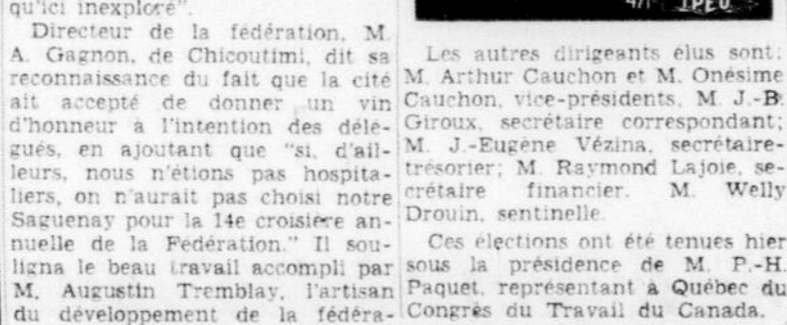 qu'ici inexploré".
Directeur de la fédération, M.
A. Gagnon, de Chicoutimi, dit sa
reconnaissance du fait que la cité
ait accepté de donner un vin
d'honneur à l'intention des délé-
gués, en ajoutant que "si, d'ail-
leurs, nous n'étions pas hospita-
liers, on n'aurait pas choisi notre
Saguenay pour la 14e croisière an-
nuelle de la Fédération." Il sou-
ligna le beau travail accompli par
M. Augustin Tremblay, l'artisan
du développement de la fédéra-
Les autres dirigeants élus sont:
M. Arthur Cauchon et M. Onésime
Cauchon, vice-présidents, M. J.-B.
Giroux, secrétaire correspondant;
M. J.-Eugène Vézina, secrétaire-
trésorier; M. Raymond Lajoie, se-
crétaire financier. M. Welly
Drouin, sentinelle.
Ces élections ont été tenues hier
sous la présidence de M. P.-H.
Paquet, représentant à Québec du
Congrès du Travail du Canada.